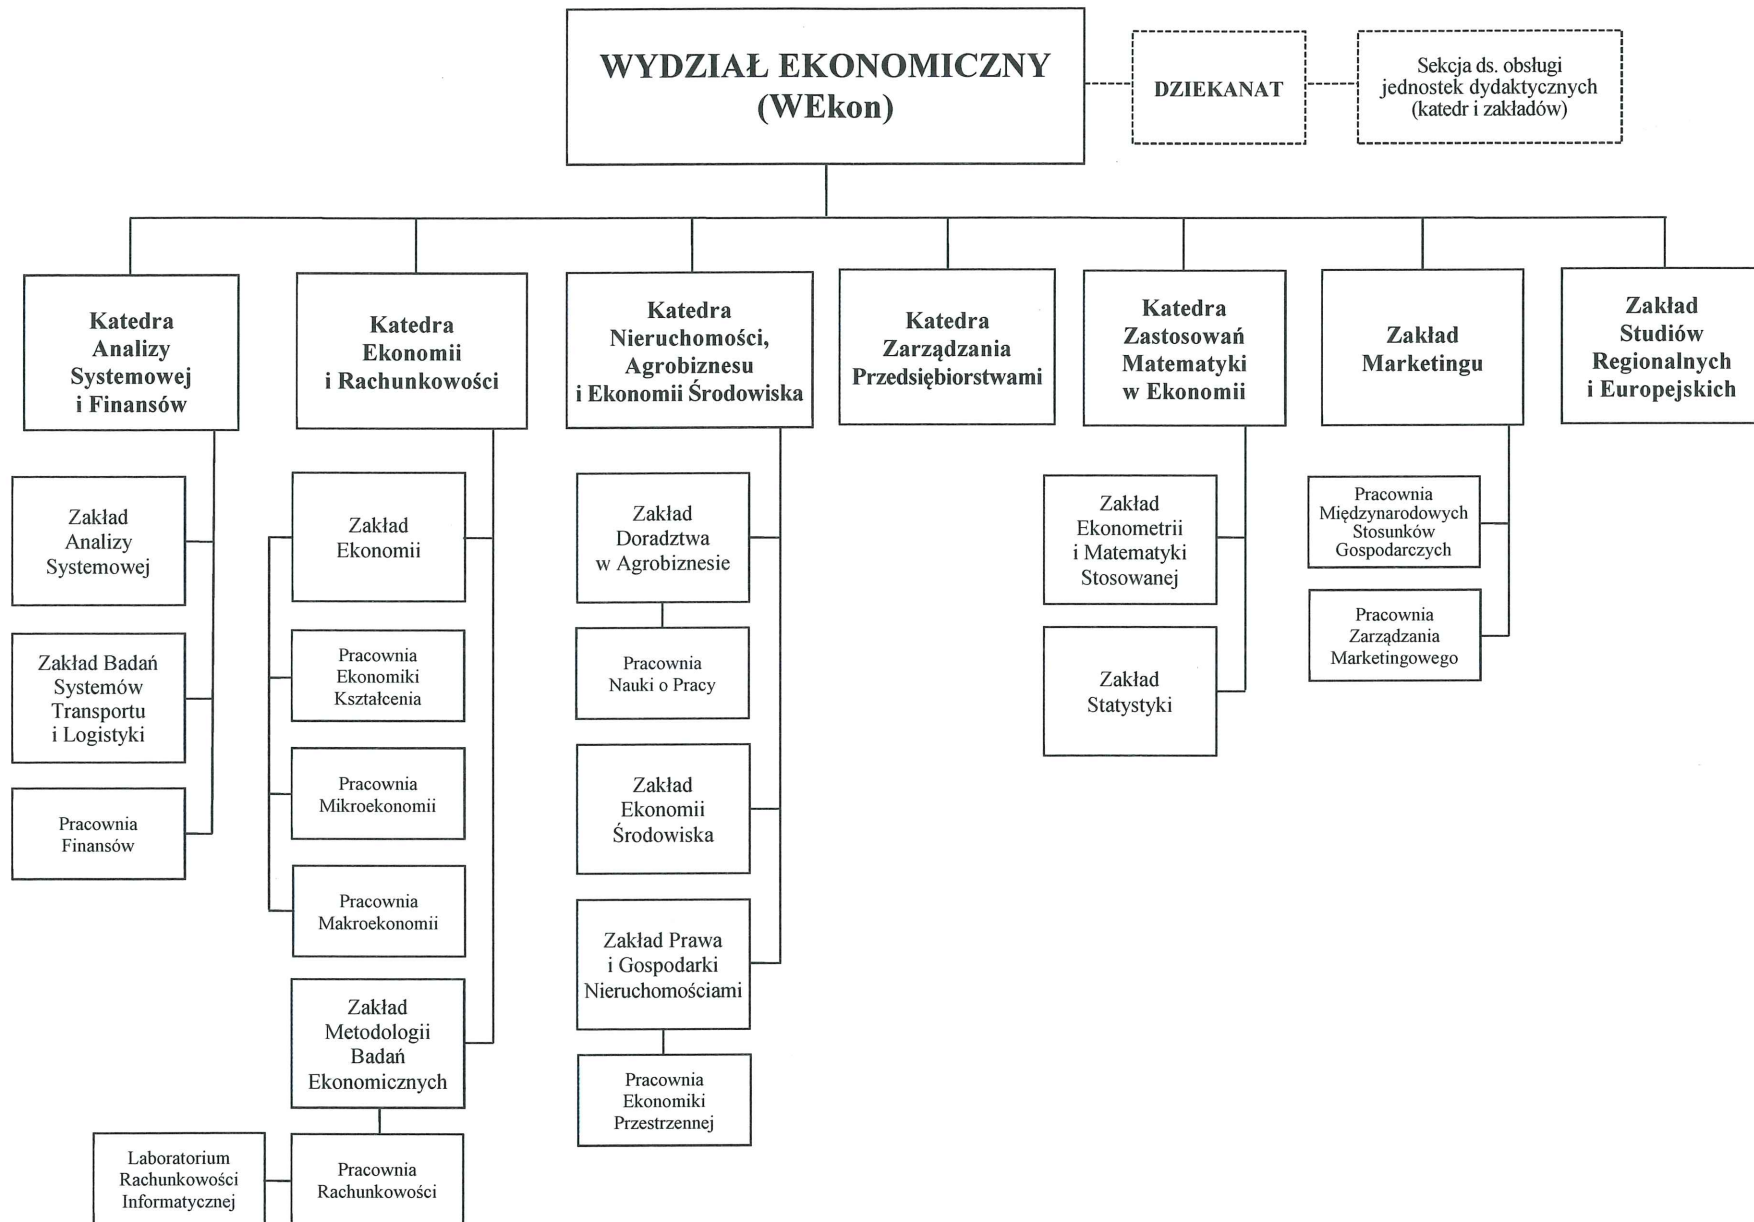 WYDZIAŁ EKONOMICZNY
(WEkon)
DZIEKANAT
Sekcja ds. obsługi
jednostek dydaktycznych
(katedr i zakładów)
Katedra
Analizy
Systemowej
i Finansów
Katedra
Ekonomii
i Rachunkowości
Katedra
Nieruchomości,
Agrobiznesu
i Ekonomii Środowiska
Katedra
Zarządzania
Przedsiębiorstwami
Katedra
Zastosowań
Matematyki
w Ekonomii
Zakład
Marketingu
Zakład
Studiów
Regionalnych
i Europejskich
Zakład
Analizy
Systemowej
Zakład Badań
Systemów
Transportu
i Logistyki
Pracownia
Finansów
Zakład
Ekonomii
Pracownia
Ekonomiki
Kształcenia
Pracownia
Mikroekonomii
Pracownia
Makroekonomii
Zakład
Metodologii
Badań
Ekonomicznych
Pracownia
Rachunkowości
Laboratorium
Rachunkowości
Informatycznej
Zakład
Doradztwa
w Agrobiznesie
Pracownia
Nauki o Pracy
Zakład
Ekonomii
Środowiska
Zakład Prawa
i Gospodarki
Nieruchomościami
Pracownia
Ekonomiki
Przestrzennej
Zakład
Ekonometrii
i Matematyki
Stosowanej
Zakład
Statystyki
Pracownia
Międzynarodowych
Stosunków
Gospodarczych
Pracownia
Zarządzania
Marketingowego